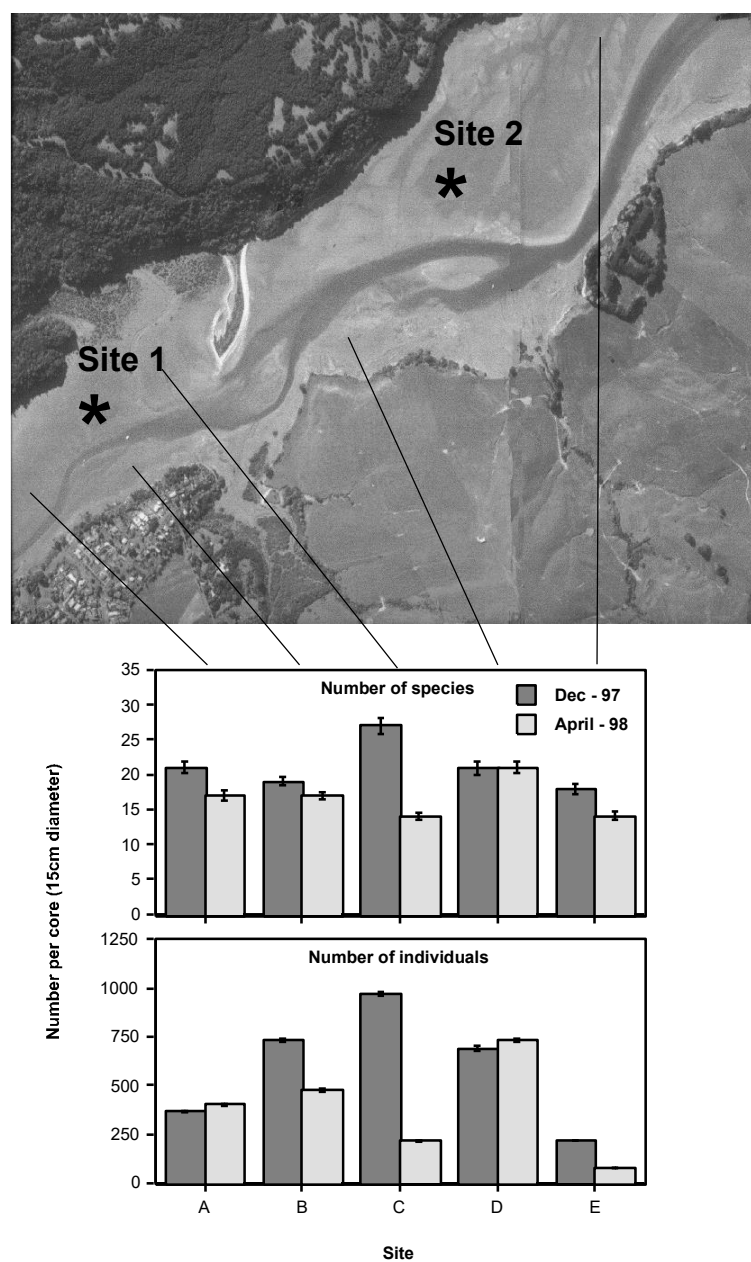 Site 2
*
Site 1
*
Number per core (15cm diameter)
Number of species
Dec - 97
April - 98
35
30
25
20
15
10
5
0
Number of individuals
1250
1000
750
500
250
0
A B C D E
Site